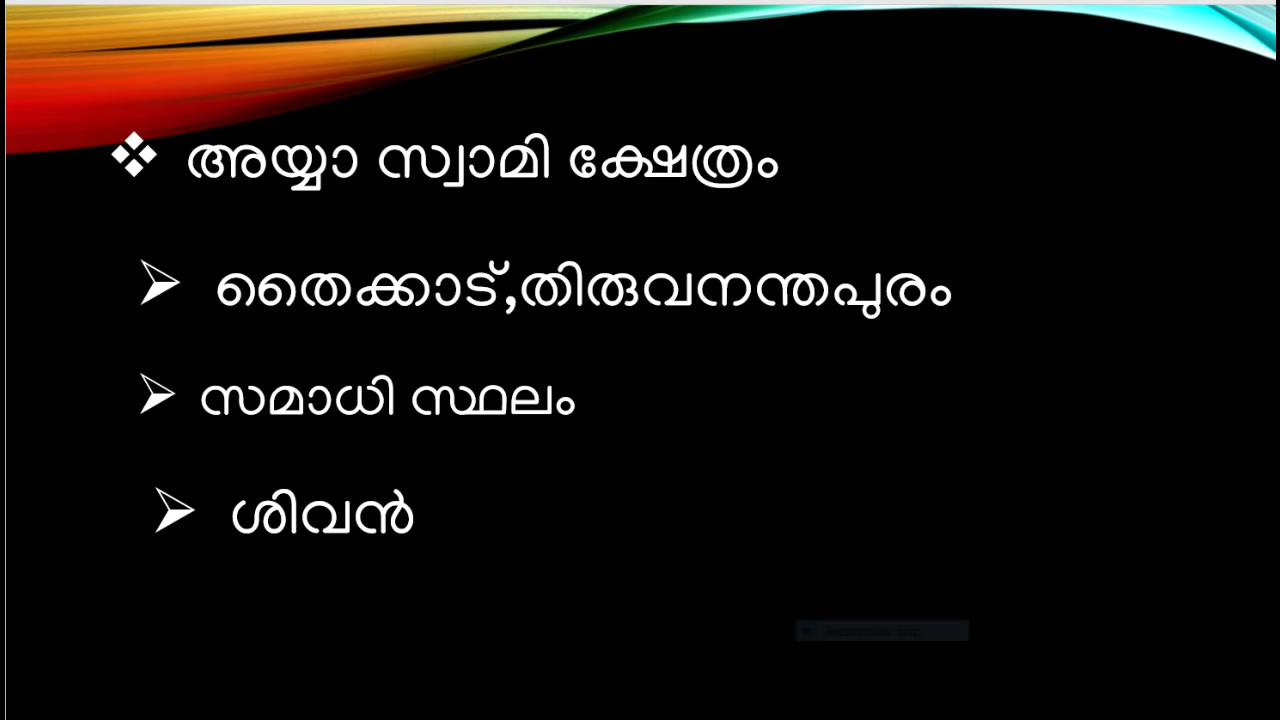 ❖ അയ്യാ സ്വാമി ക്ഷേത്രം
➢ തൈക്കാട്,തിരുവനന്തപുരം
➢ സമാധി സ്ഥലം
➢ ശിവൻ